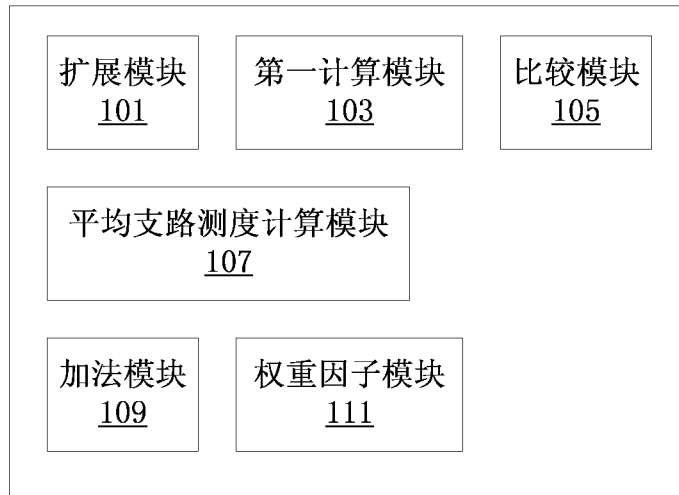 扩展模块
101
第一计算模块
103
比较模块
105
平均支路测度计算模块
107
加法模块
109
权重因子模块
111